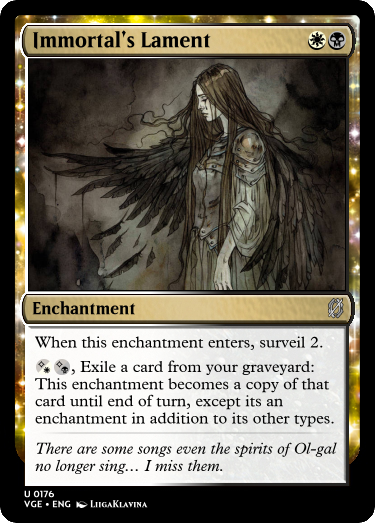 Immortal's Lament
Enchantment
When this enchantment enters, surveil 2.
, Exile a card from your graveyard:
This enchantment becomes a copy of that
card until end of turn, except its an
enchantment in addition to its other types.
There are some songs even the spirits of Ol-gal
no longer sing... I miss them.
U 0176
VGE • ENG LIIGAKLAVINA